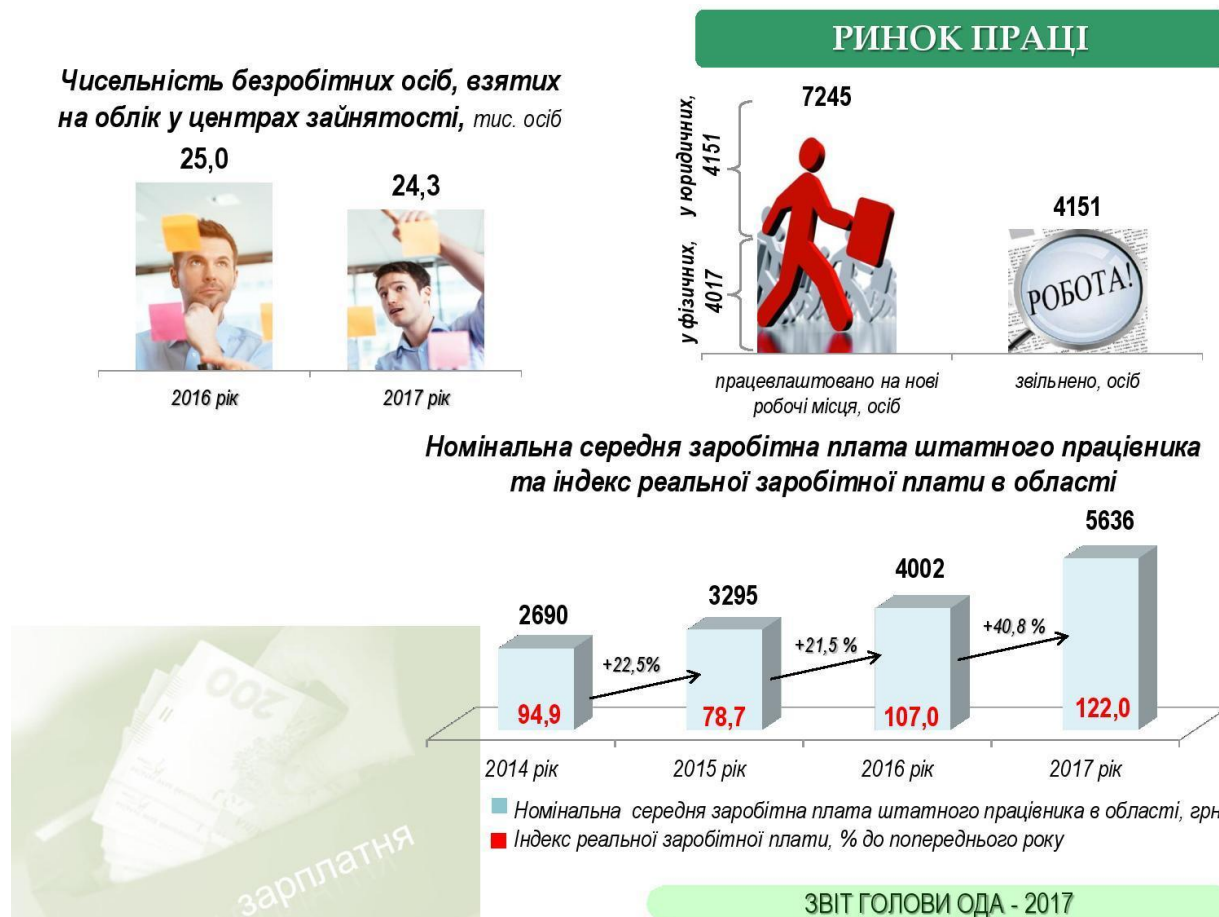 РИНОК ПРАЦІ
Чисельність безробітних осіб, взятих
на облік у центрах зайнятості, тис. осіб
25,0
24,3
2016 рік
2017 рік
7245
у юридичних,
4151
у фізичних,
4017
4151
РОБОТА!
працевлаштовано на нові
робочі місця, осіб
звільнено, осіб
Номінальна середня заробітна плата штатного працівника
та індекс реальної заробітної плати в області
2690
3295
4002
5636
+22,5%
+21,5 %
+40,8 %
94,9
78,7
107,0
122,0
2014 рік
2015 рік
2016 рік
2017 рік
Номінальна середня заробітна плата штатного працівника в області, грн
Індекс реальної заробітної плати, % до попереднього року
200
зарплатня
ЗВІТ ГОЛОВИ ОДА - 2017